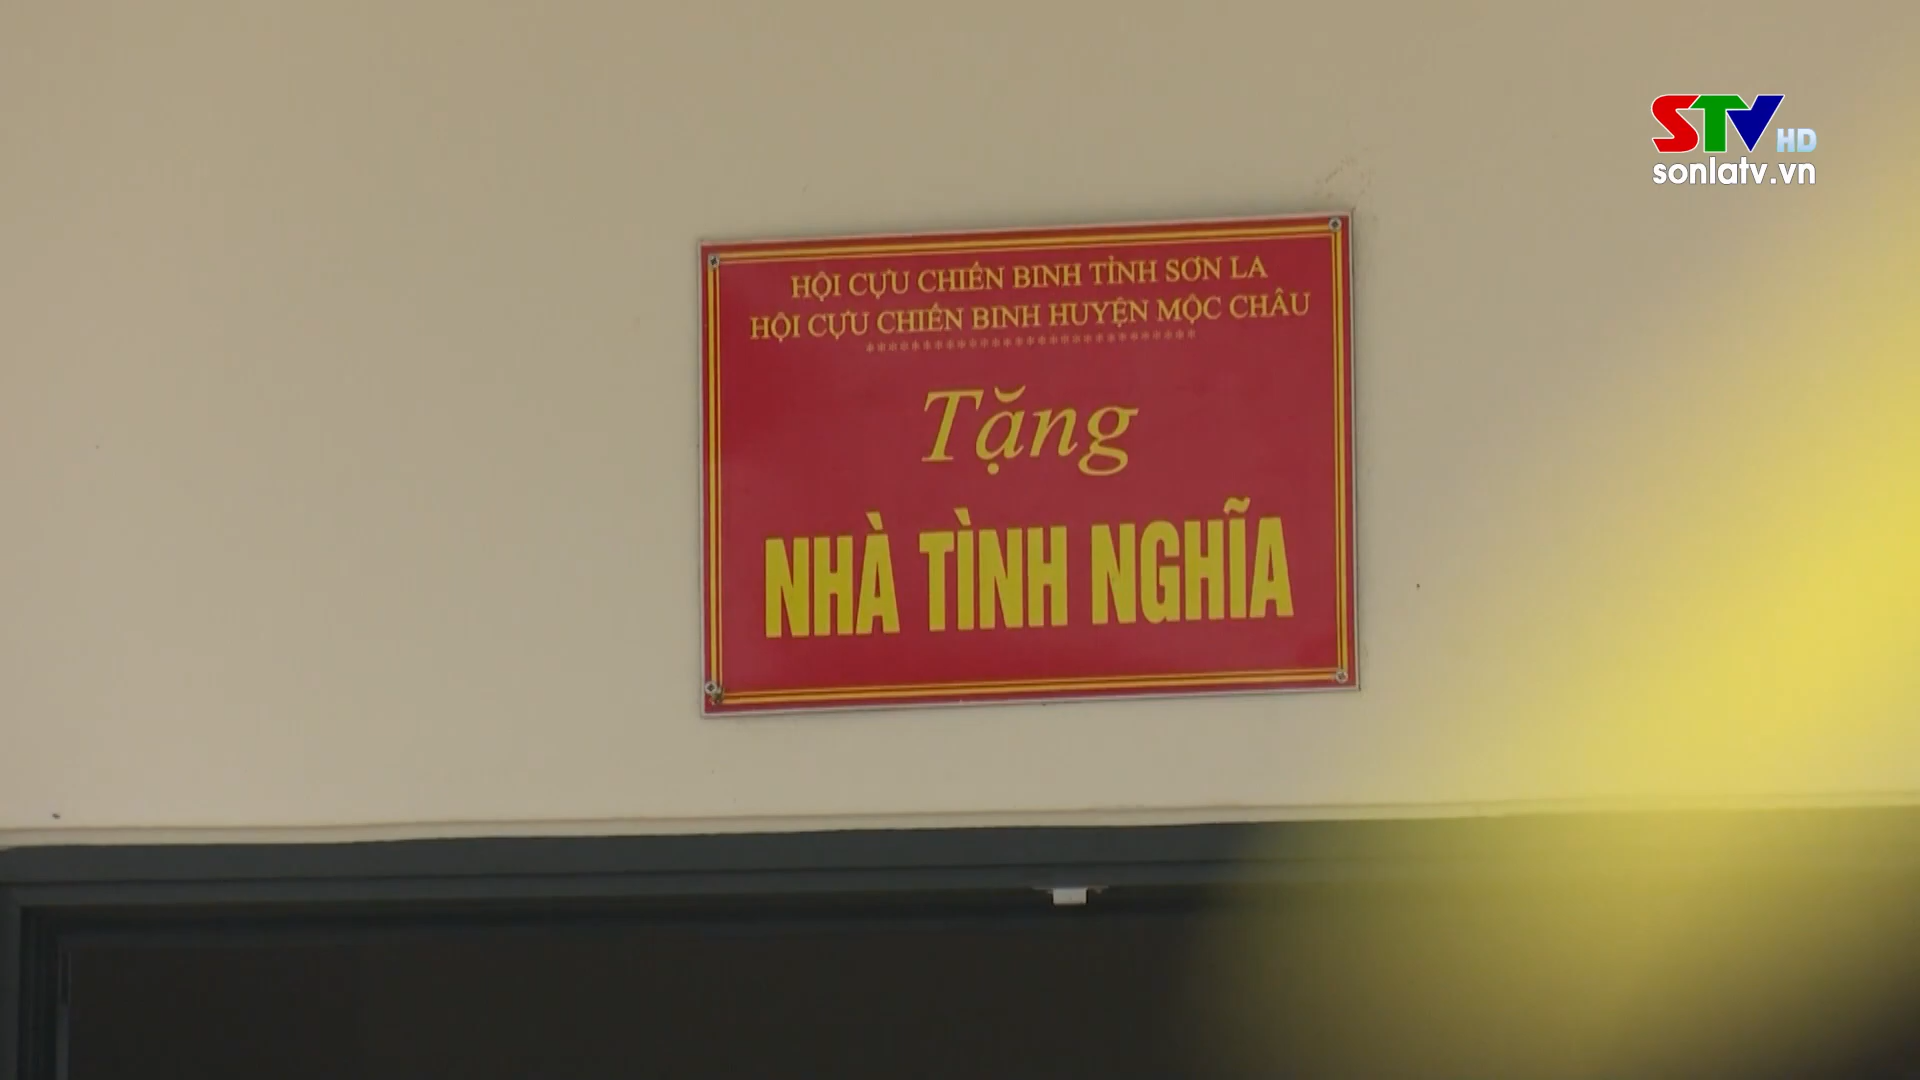 STV HD
sonlatv.vn
HỘI CỰU CHIẾN BINH TỈNH SƠN LA
HỘI CỰU CHIẾN BINH HUYỆN MỘC CHÂU
*****************************
Tặng
NHÀ TÌNH NGHĨA